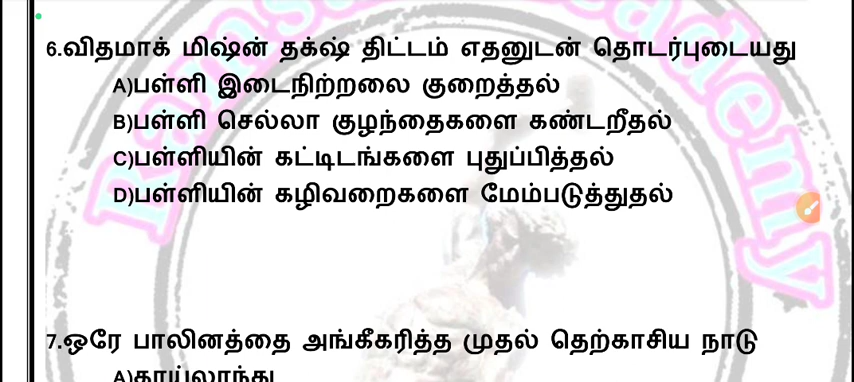 6.விதமாக் மிஷ்ன் தக்ஷ் திட்டம் எதனுடன் தொடர்புடையது
A)பள்ளி இடைநிற்றலை குறைத்தல்
B)பள்ளி செல்லா குழந்தைகளை கண்டறீதல்
C)பள்ளியின் கட்டிடங்களை புதுப்பித்தல்
D)பள்ளியின் கழிவறைகளை மேம்படுத்துதல்
7.ஒரே பாலினத்தை அங்கீகரித்த முதல் தெற்காசிய நாடு
A)தாய்லாந்து